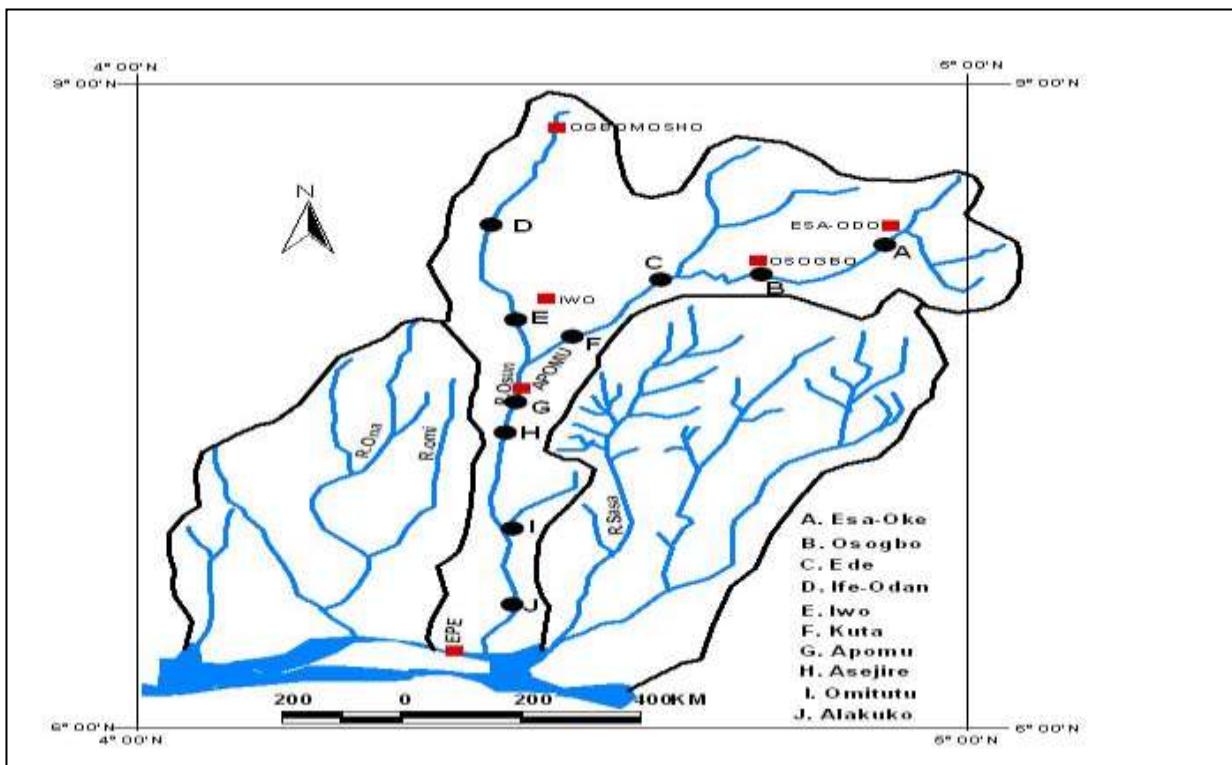 4° 00'N
5° 00'N
9° 00'N
9° 00'N
OGBOMOSHO
N
D
ESA-ODO
A
OSOGBO
C
B
IWO
E
F
R.Osun
APOMU
G
H
R.Ona
R.omi
I
R.Sasa
J
EPE
A. Esa-Oke
B. Osogbo
C. Ede
D. Ife-Odan
E. Iwo
F. Kuta
G. Apomu
H. Asejire
I. Omitutu
J. Alakuko
200 0 200 400KM
6° 00'N
6° 00'N
4° 00'N
5° 00'N